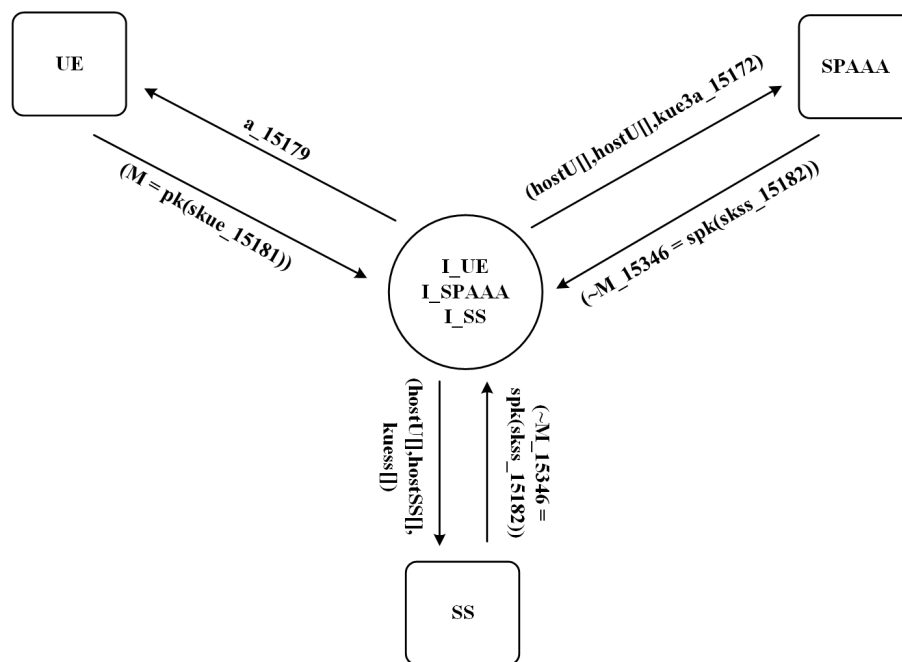 UE
SPAAA
a_15179
(M = pk(skue_15181))
(hostU[],hostU[],kue3a_15172)
(~M_15346 = spk(skss_15182))
I_UE
I_SPAAA
I_SS
(hostU[],hostSS[],
kuess[])
(~M_15346 =
spk(skss_15182))
SS